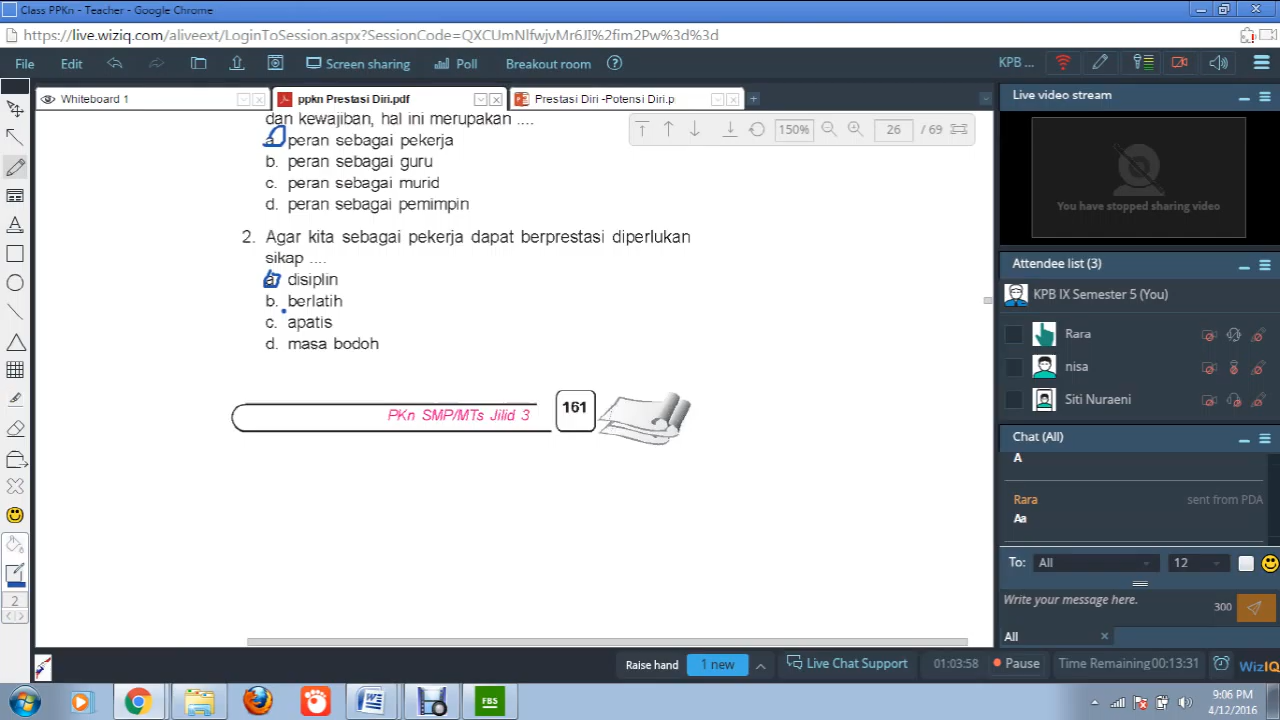 Class PPKn - Teacher - Google Chrome
https://live.wiziq.com/aliveext/LoginToSession.aspx?SessionCode=QXCUmNlfwjvMr6JI%2fim2Pw%3d%3d
File Edit Screen sharing Poll Breakout room KPB ...
Whiteboard 1 ppkn Prestasi Diri.pdf Prestasi Diri -Potensi Diri.p
150% 26 / 69
dan kewajiban, hal ini merupakan ....
a. peran sebagai pekerja
b. peran sebagai guru
c. peran sebagai murid
d. peran sebagai pemimpin
2. Agar kita sebagai pekerja dapat berprestasi diperlukan
sikap ....
a. disiplin
b. berlatih
c. apatis
d. masa bodoh
PKn SMP/MTs Jilid 3 161
Live video stream
You have stopped sharing video
Attendee list (3)
KPB IX Semester 5 (You)
Rara
nisa
Siti Nuraeni
Chat (All)
A
Rara sent from PDA
Aa
To: All 12
Write your message here. 300
All
2
Raise hand 1 new Live Chat Support 01:03:58 Pause Time Remaining 00:13:31 WizIQ
FBS
9:06 PM
4/12/2016